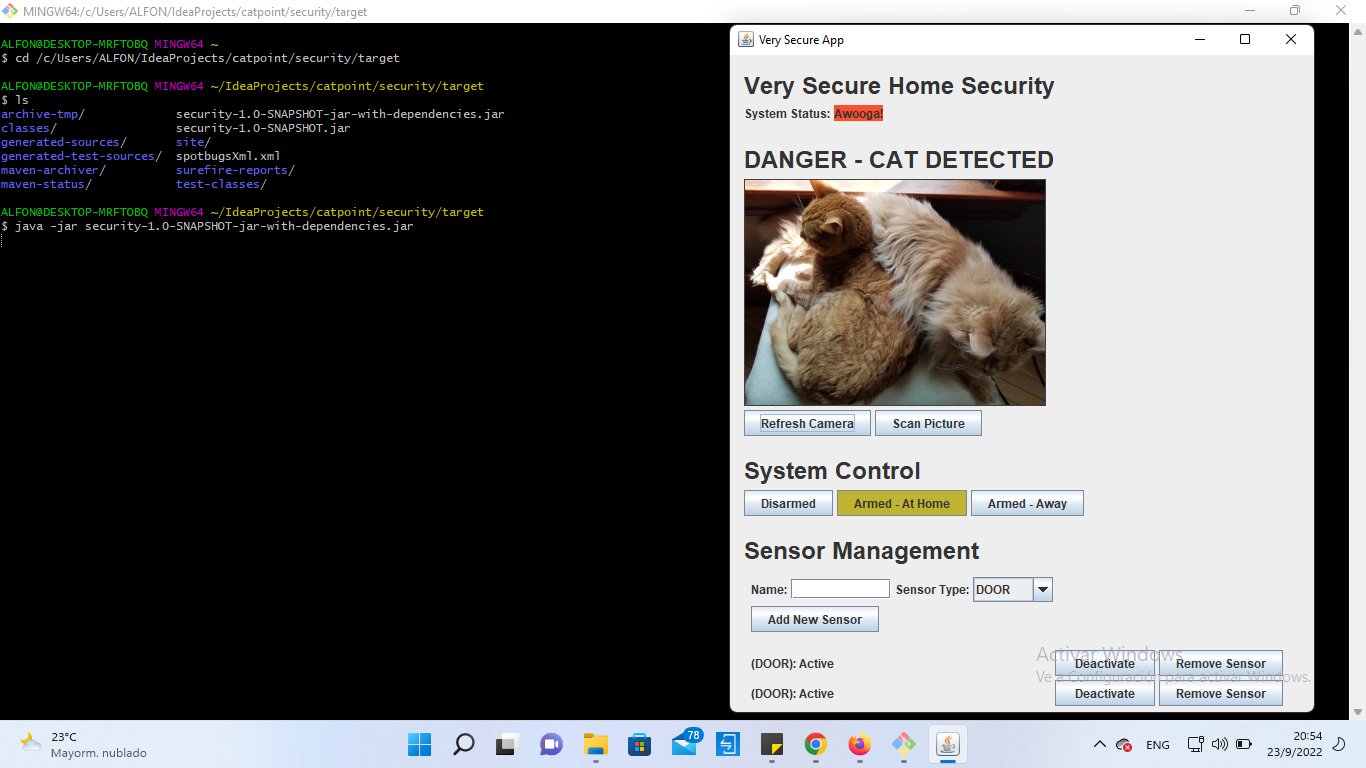 MINGW64:/c/Users/ALFON/IdeaProjects/catpoint/security/target
ALFON@DESKTOP-MRFTOBQ MINGW64 ~
$ cd /c/Users/ALFON/IdeaProjects/catpoint/security/target
ALFON@DESKTOP-MRFTOBQ MINGW64 ~/IdeaProjects/catpoint/security/target
$ ls
archive-tmp/ security-1.0-SNAPSHOT-jar-with-dependencies.jar
classes/ security-1.0-SNAPSHOT.jar
generated-sources/ site/
generated-test-sources/ spotbugsXml.xml
maven-archiver/ surefire-reports/
maven-status/ test-classes/
ALFON@DESKTOP-MRFTOBQ MINGW64 ~/IdeaProjects/catpoint/security/target
$ java -jar security-1.0-SNAPSHOT-jar-with-dependencies.jar
Very Secure App
Very Secure Home Security
System Status: Awooga!
DANGER - CAT DETECTED
Refresh Camera Scan Picture
System Control
Disarmed Armed - At Home Armed - Away
Sensor Management
Name: Sensor Type: DOOR
Add New Sensor
(DOOR): Active Deactivate Remove Sensor
(DOOR): Active Deactivate Remove Sensor
Activar Windows
Ve a Configuración para activar Windows.
23°C
Mayorm. nublado
78
ENG
20:54
23/9/2022